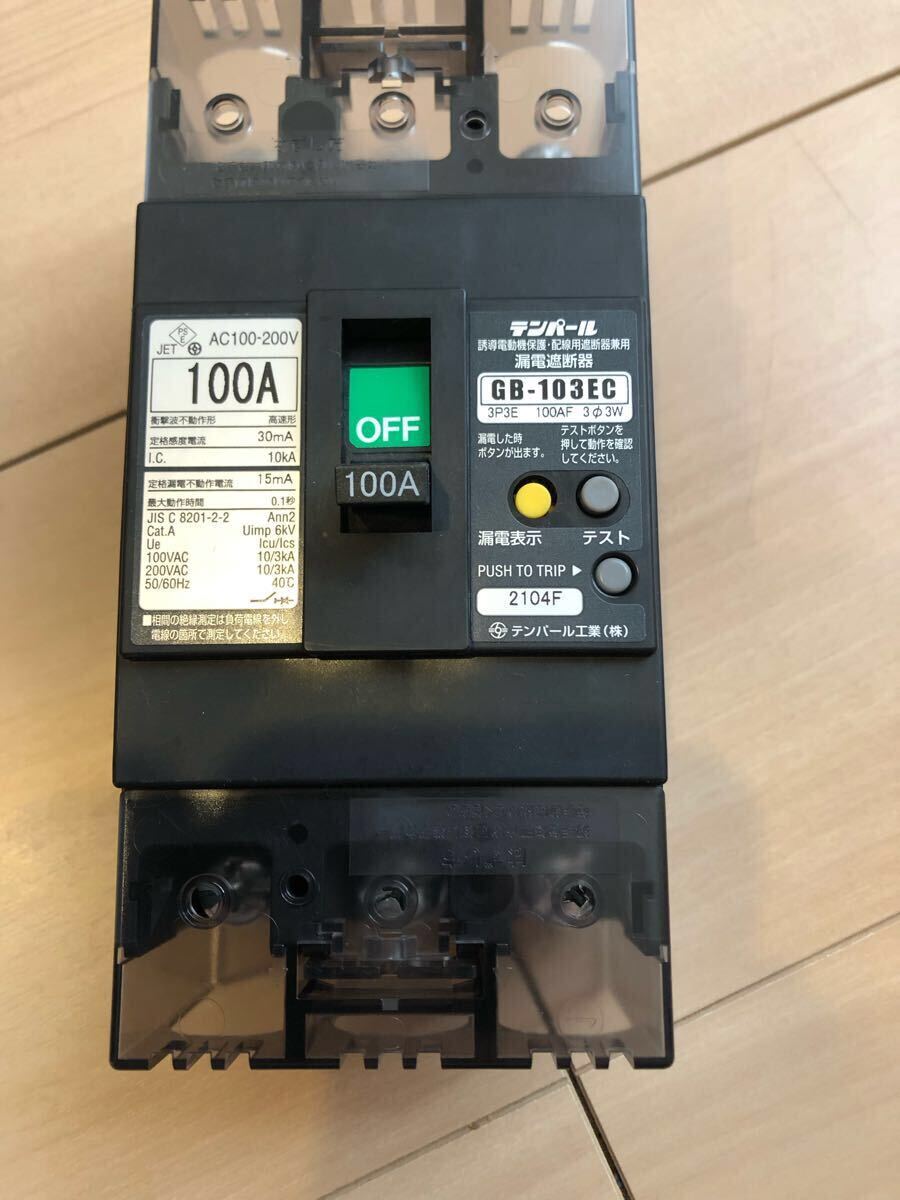 PS
E
JET
AC100-200V
100A
衝撃波不動作形 高速形
定格感度電流 30mA
I.C. 10kA
定格漏電不動作電流 15mA
最大動作時間 0.1秒
JIS C 8201-2-2 Ann2
Cat.A Uimp 6kV
Ue Icu/Ics
100VAC 10/3kA
200VAC 10/3kA
50/60Hz 40℃
■相間の絶縁測定は負荷電線を外し
電線の箇所で測定してください。
OFF
100A
テンパール
誘導電動機保護・配線用遮断器兼用
漏電遮断器
GB-103EC
3P3E 100AF 3φ3W
漏電した時
ボタンが出ます。
テストボタンを
押して動作を確認
してください。
漏電表示 テスト
PUSH TO TRIP ▶
2104F
テンパール工業(株)